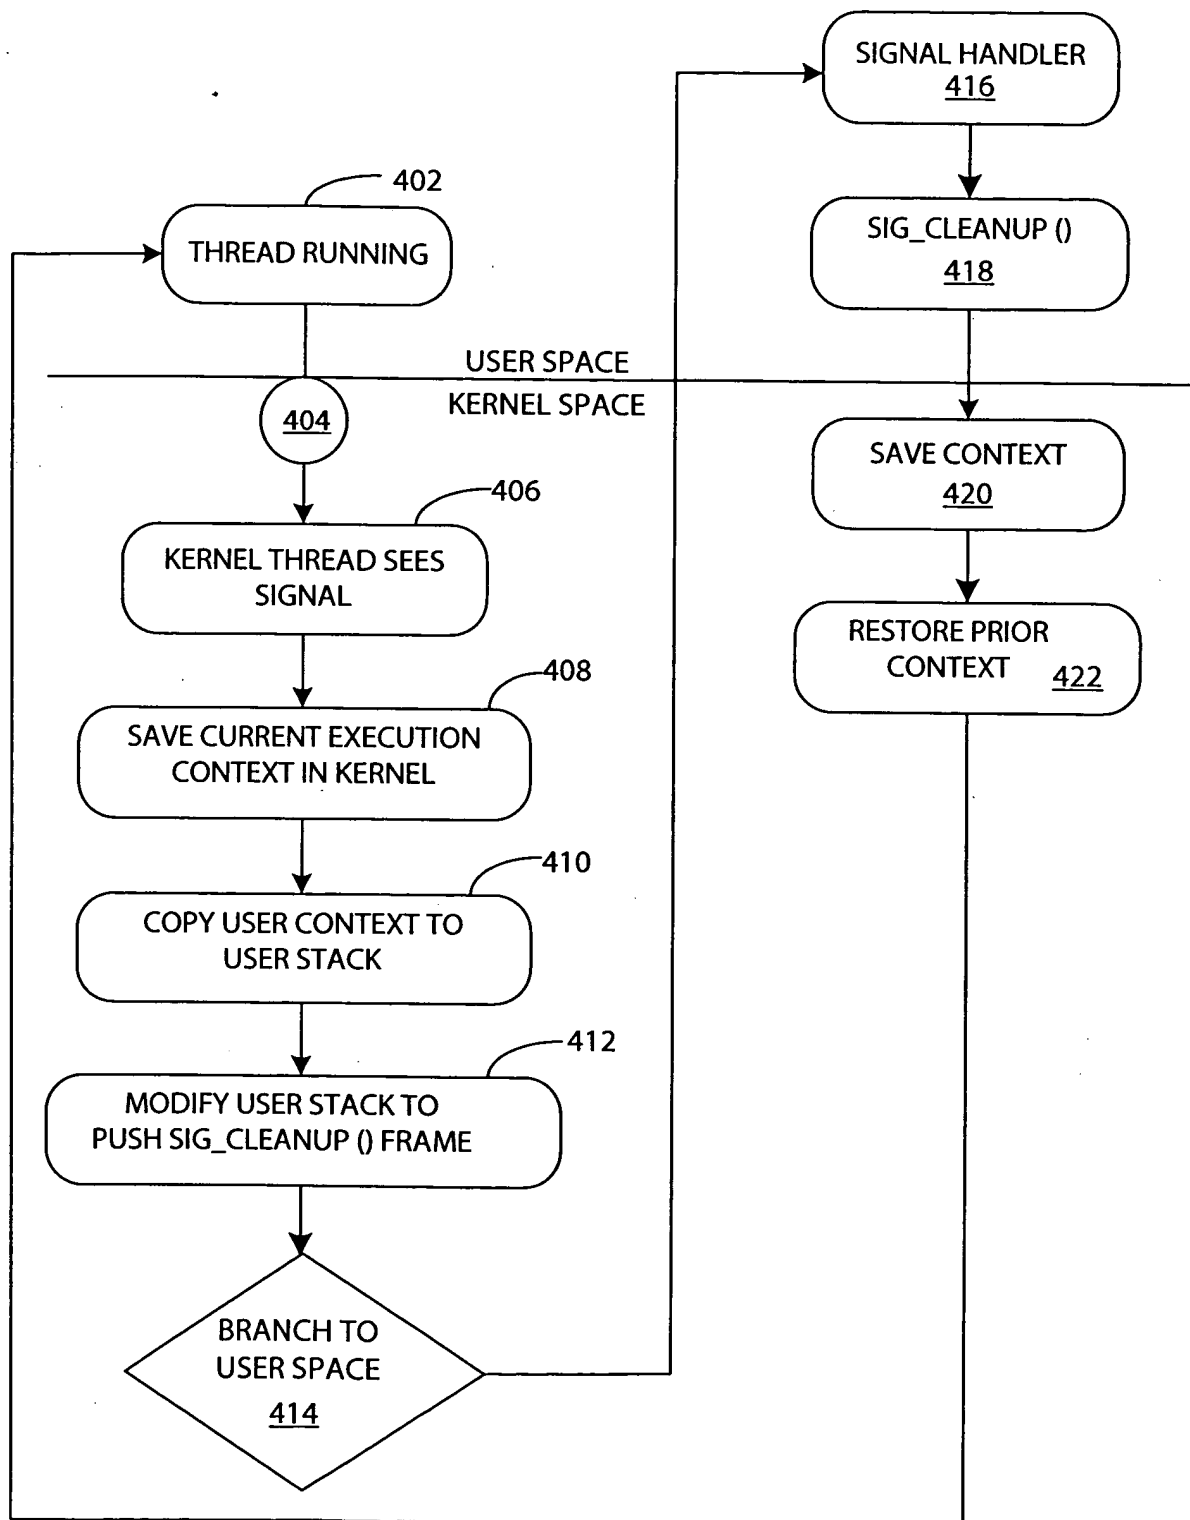 SIGNAL HANDLER
416
402
THREAD RUNNING
SIG_CLEANUP ()
418
USER SPACE
KERNEL SPACE
404
SAVE CONTEXT
420
406
KERNEL THREAD SEES
SIGNAL
RESTORE PRIOR
CONTEXT
422
408
SAVE CURRENT EXECUTION
CONTEXT IN KERNEL
410
COPY USER CONTEXT TO
USER STACK
412
MODIFY USER STACK TO
PUSH SIG_CLEANUP () FRAME
BRANCH TO
USER SPACE
414